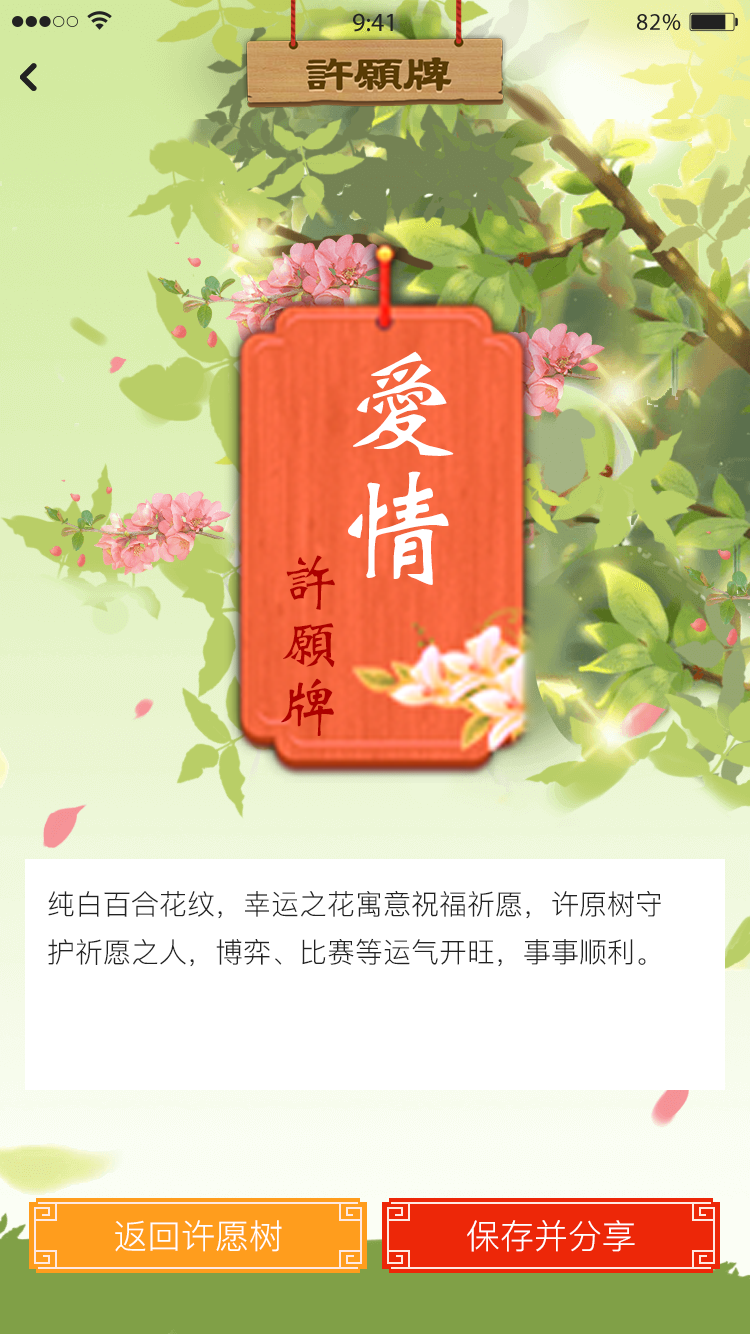 9:41
82%
許願牌
愛情
許願牌
纯白百合花纹，幸运之花寓意祝福祈愿，许原树守
护祈愿之人，博弈、比赛等运气开旺，事事顺利。
返回许愿树
保存并分享